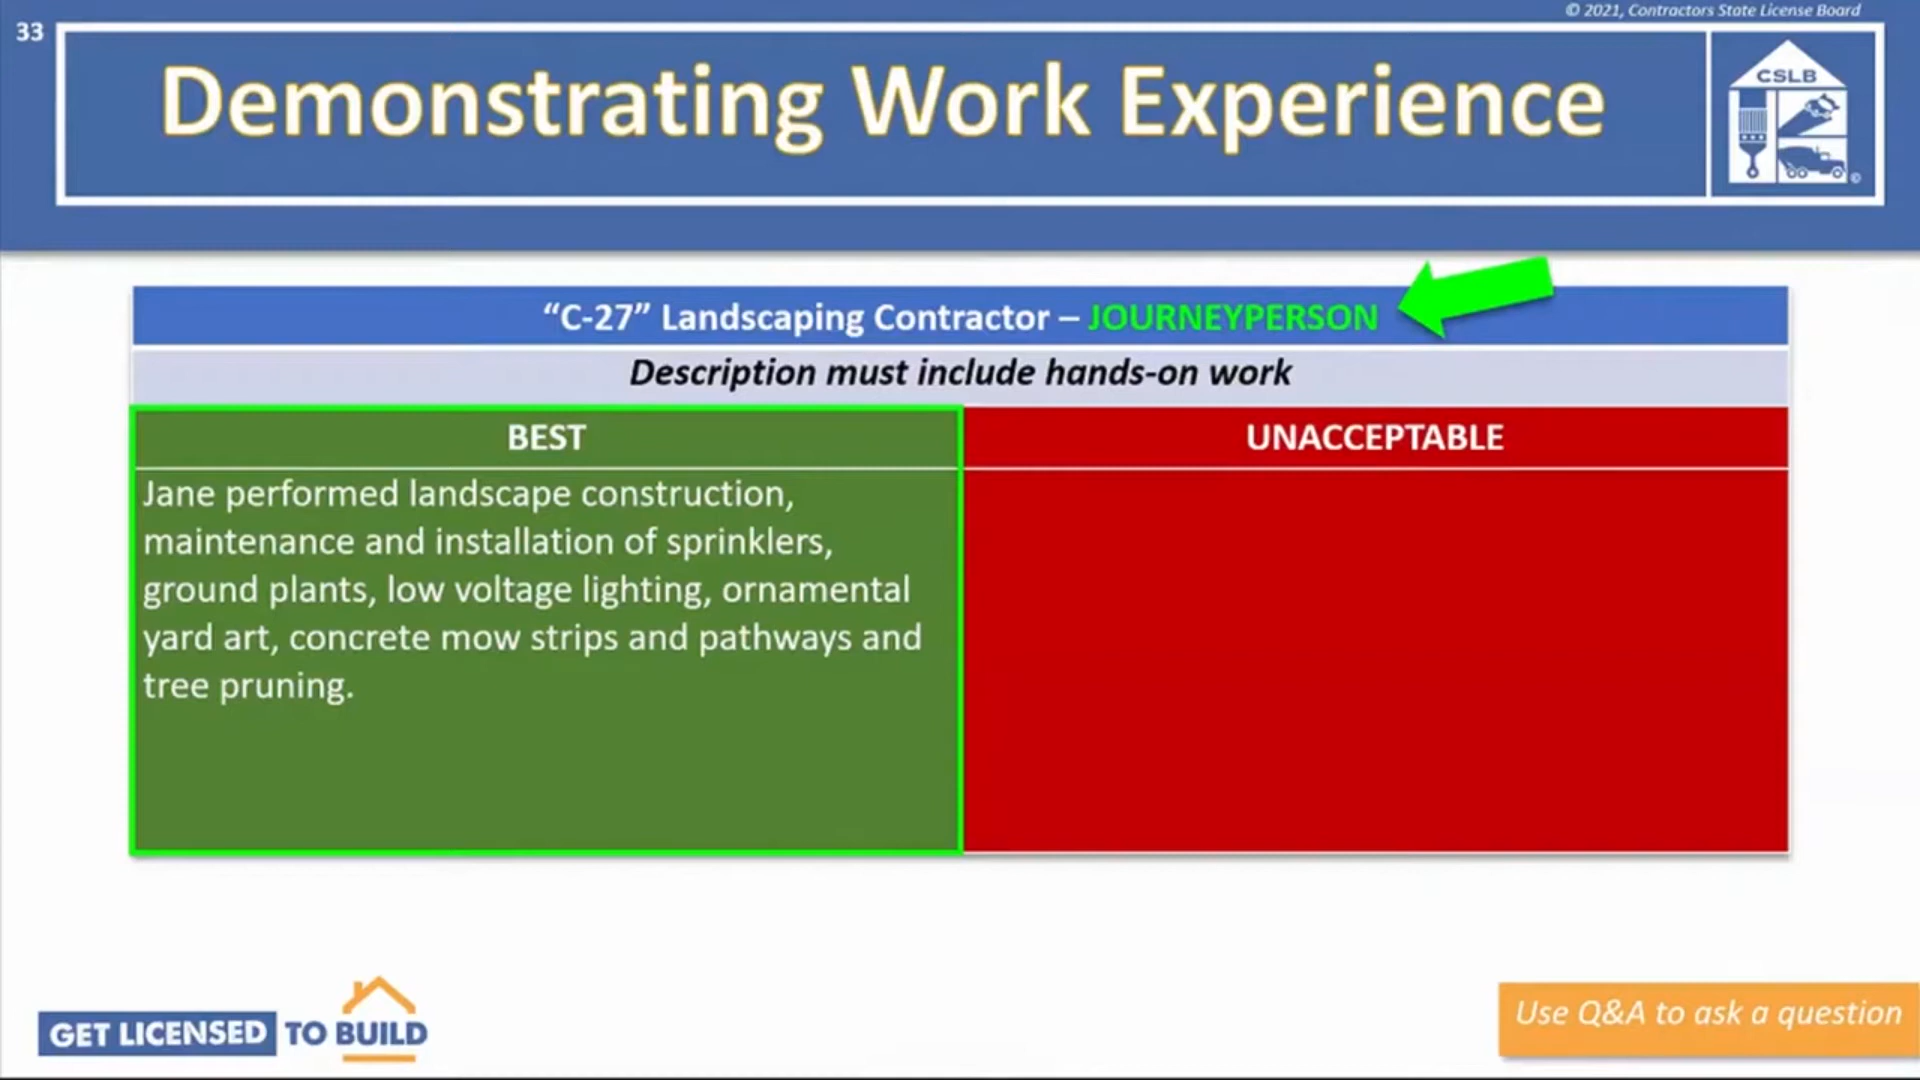 © 2021, Contractors State License Board
33
Demonstrating Work Experience
CSLB
©
“C-27” Landscaping Contractor – JOURNEYPERSON
Description must include hands-on work
BEST
UNACCEPTABLE
Jane performed landscape construction,
maintenance and installation of sprinklers,
ground plants, low voltage lighting, ornamental
yard art, concrete mow strips and pathways and
tree pruning.
GET LICENSED TO BUILD
Use Q&A to ask a question